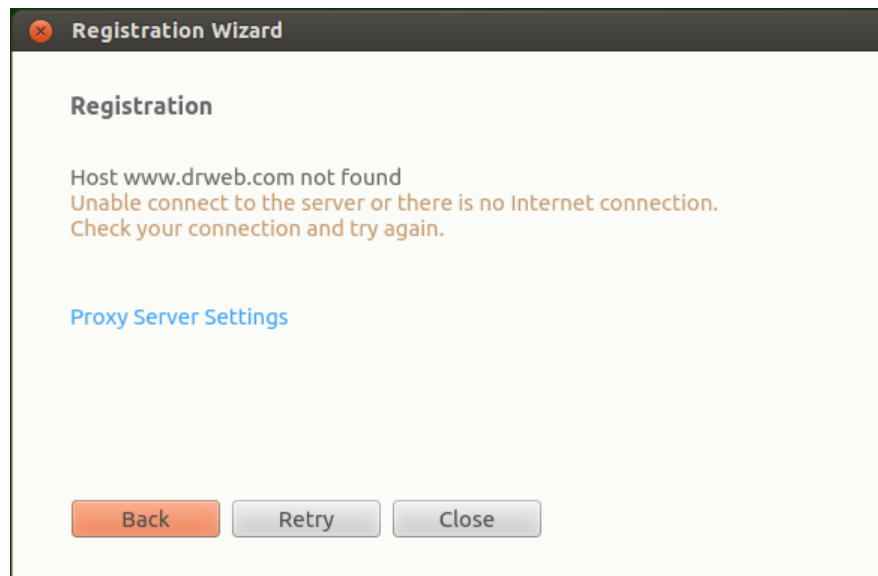 Registration Wizard
Registration
Host www.drweb.com not found
Unable connect to the server or there is no Internet connection.
Check your connection and try again.
Proxy Server Settings
Back Retry Close